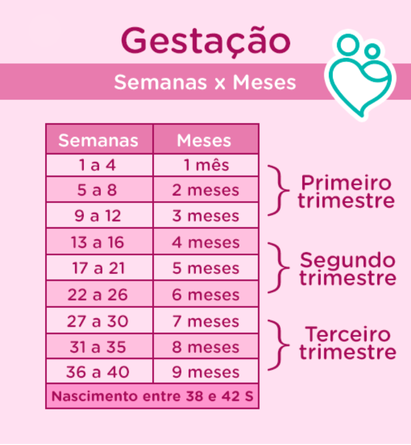 Gestação
Semanas x Meses
Semanas Meses
1 a 4 1 mês
5 a 8 2 meses
9 a 12 3 meses
Primeiro
trimestre
13 a 16 4 meses
17 a 21 5 meses
22 a 26 6 meses
Segundo
trimestre
27 a 30 7 meses
31 a 35 8 meses
36 a 40 9 meses
Terceiro
trimestre
Nascimento entre 38 e 42 S